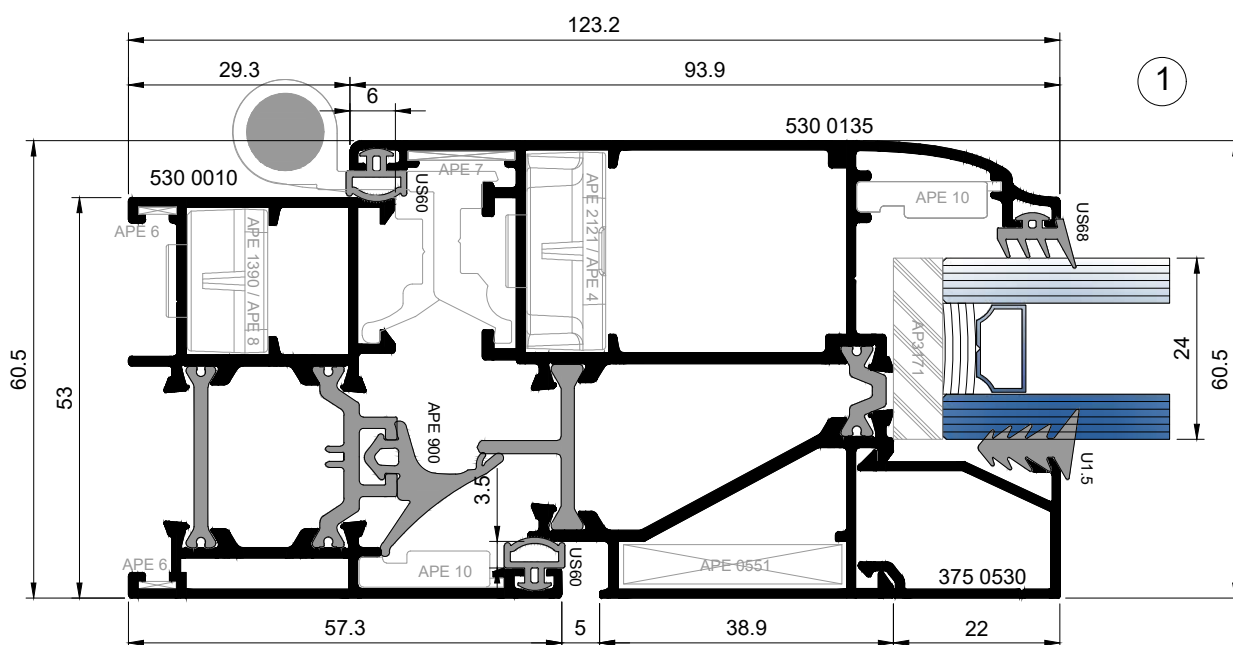 123.2
29.3
93.9
1
6
530 0135
530 0010
APE 7
US60
APE 10
US68
APE 6
APE 1390 / APE 8
APE 2121 / APE 4
60.5
53
AP3171
24
60.5
APE 900
3.5
U1.5
APE 6
APE 10
US60
APE 0551
375 0530
57.3
5
38.9
22